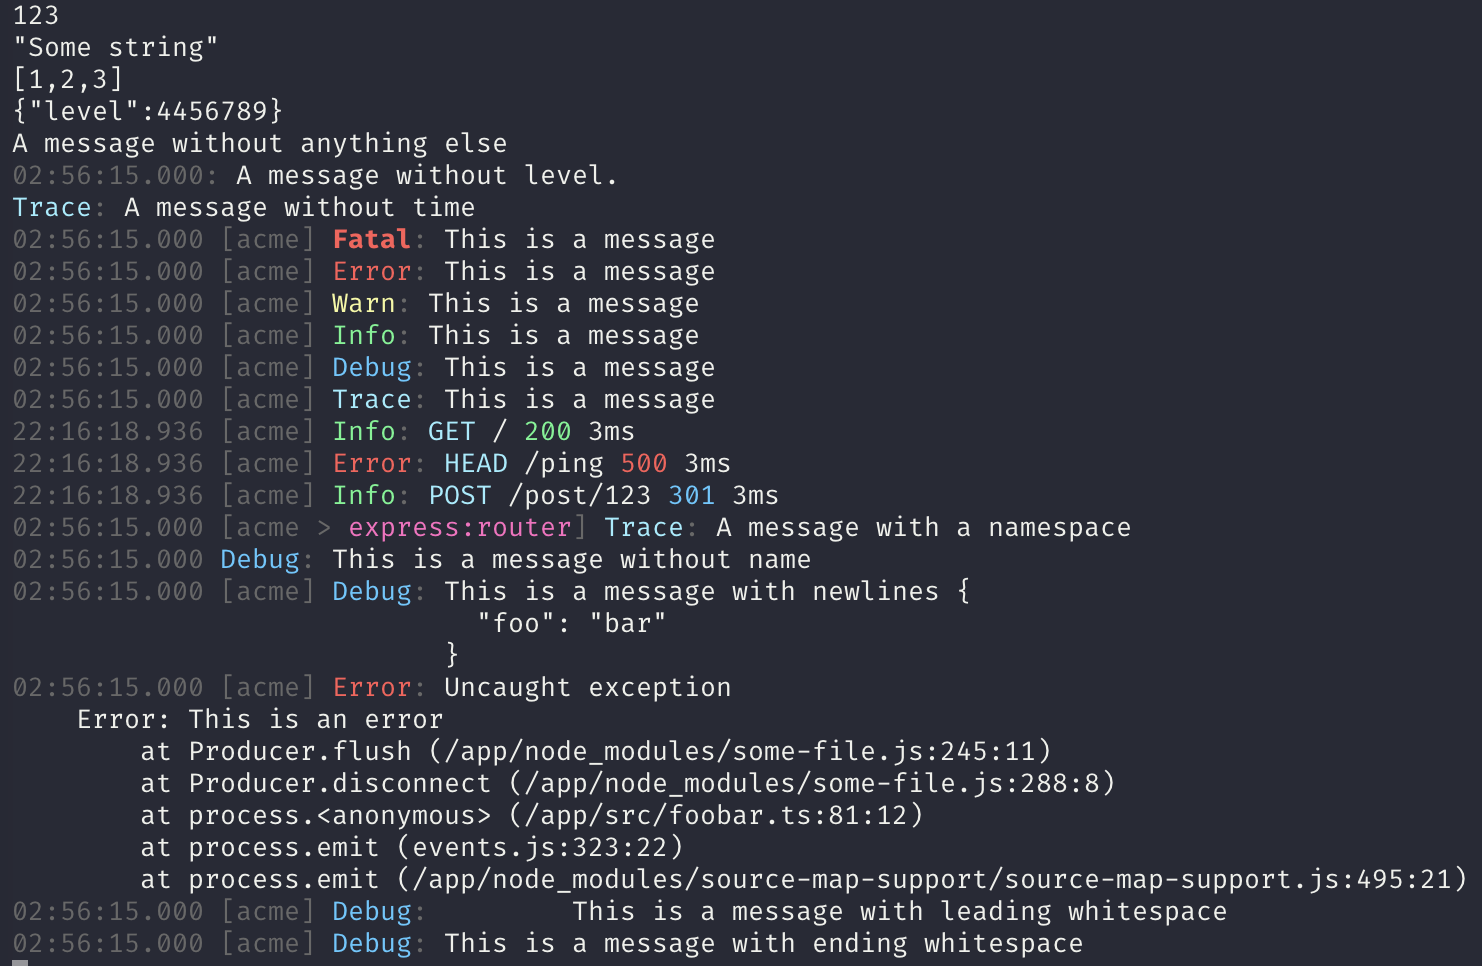 123
"Some string"
[1,2,3]
{"level":4456789}
A message without anything else
02:56:15.000: A message without level.
Trace: A message without time
02:56:15.000 [acme] Fatal: This is a message
02:56:15.000 [acme] Error: This is a message
02:56:15.000 [acme] Warn: This is a message
02:56:15.000 [acme] Info: This is a message
02:56:15.000 [acme] Debug: This is a message
02:56:15.000 [acme] Trace: This is a message
22:16:18.936 [acme] Info: GET / 200 3ms
22:16:18.936 [acme] Error: HEAD /ping 500 3ms
22:16:18.936 [acme] Info: POST /post/123 301 3ms
02:56:15.000 [acme > express:router] Trace: A message with a namespace
02:56:15.000 Debug: This is a message without name
02:56:15.000 [acme] Debug: This is a message with newlines {
                             "foo": "bar"
                           }
02:56:15.000 [acme] Error: Uncaught exception
    Error: This is an error
        at Producer.flush (/app/node_modules/some-file.js:245:11)
        at Producer.disconnect (/app/node_modules/some-file.js:288:8)
        at process.<anonymous> (/app/src/foobar.ts:81:12)
        at process.emit (events.js:323:22)
        at process.emit (/app/node_modules/source-map-support/source-map-support.js:495:21)
02:56:15.000 [acme] Debug:         This is a message with leading whitespace
02:56:15.000 [acme] Debug: This is a message with ending whitespace